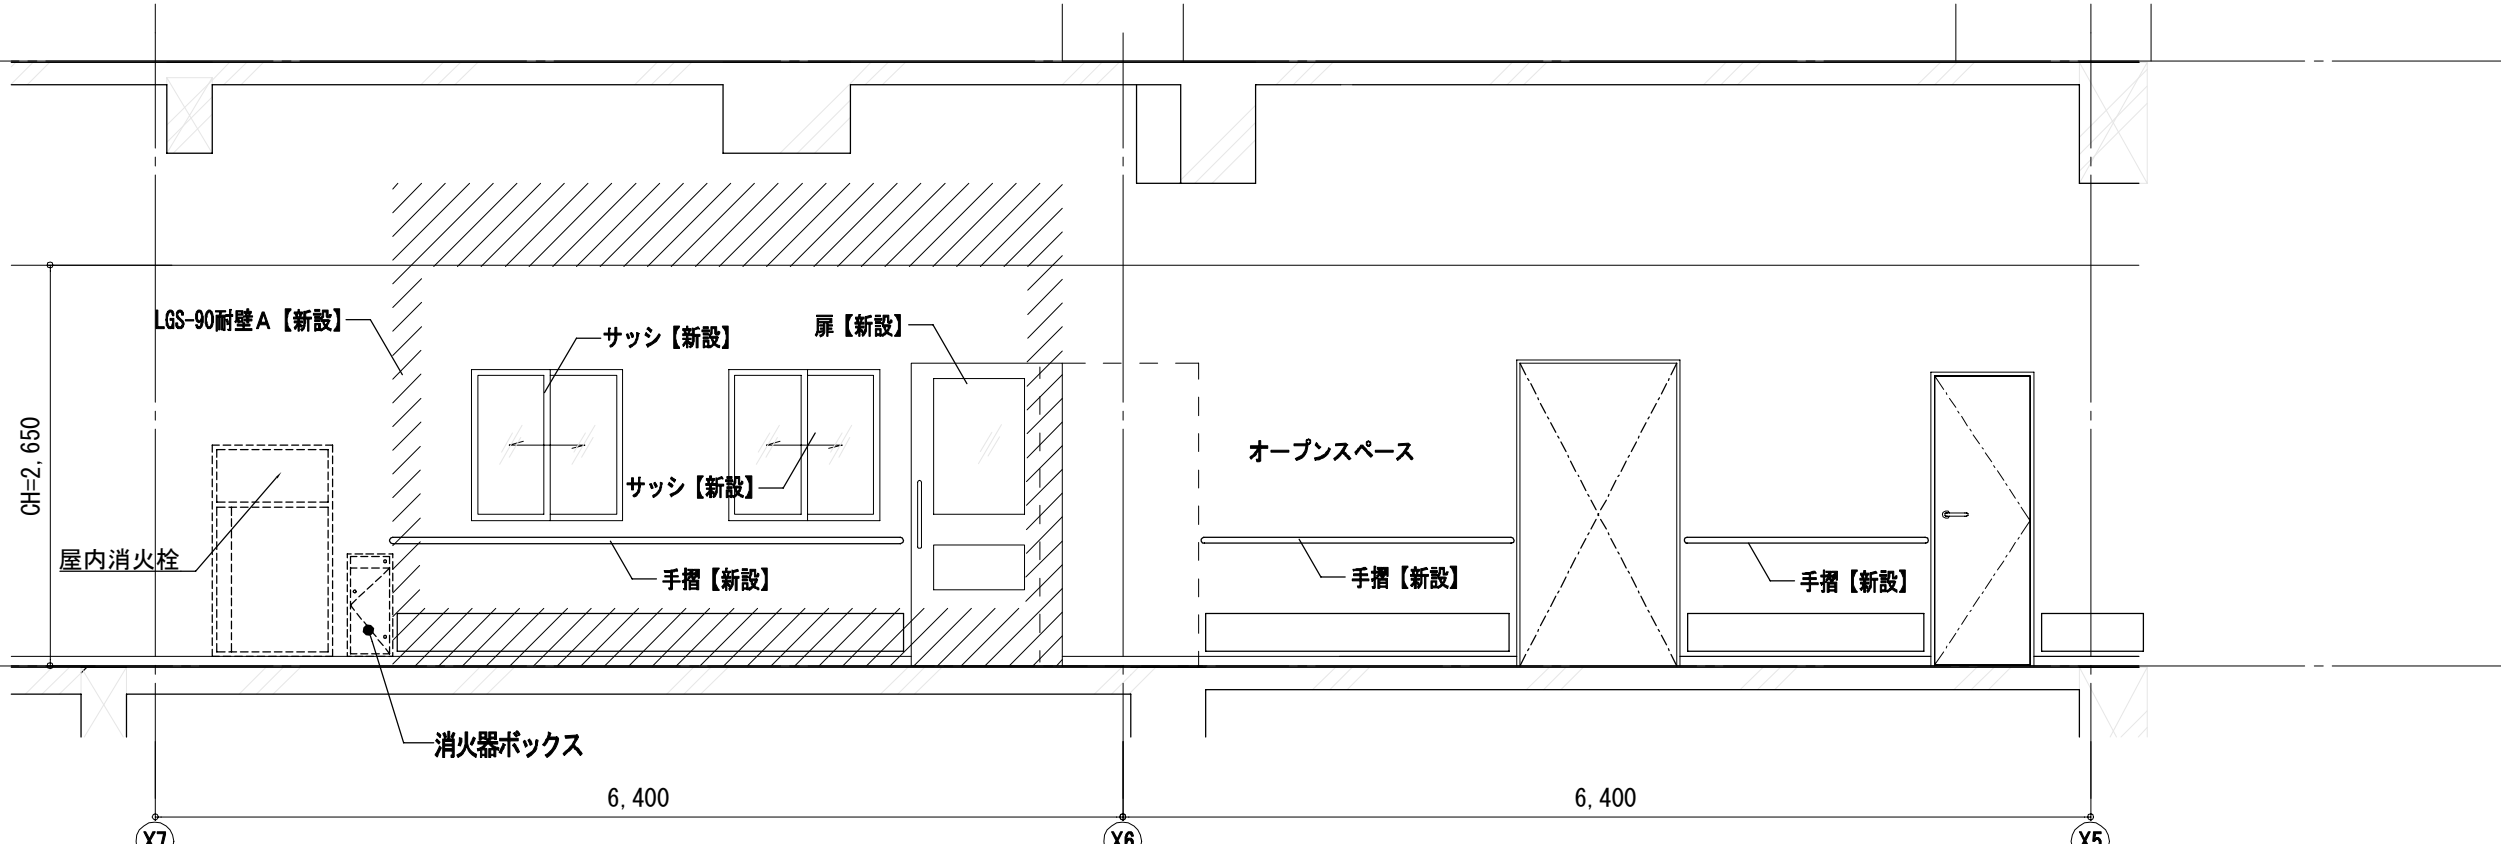 LGS-90耐壁A【新設】
サッシ【新設】
扉【新設】
CH=2,650
オープンスペース
サッシ【新設】
屋内消火栓
手摺【新設】
手摺【新設】
手摺【新設】
消火器ボックス
6,400
6,400
X7
X6
X5